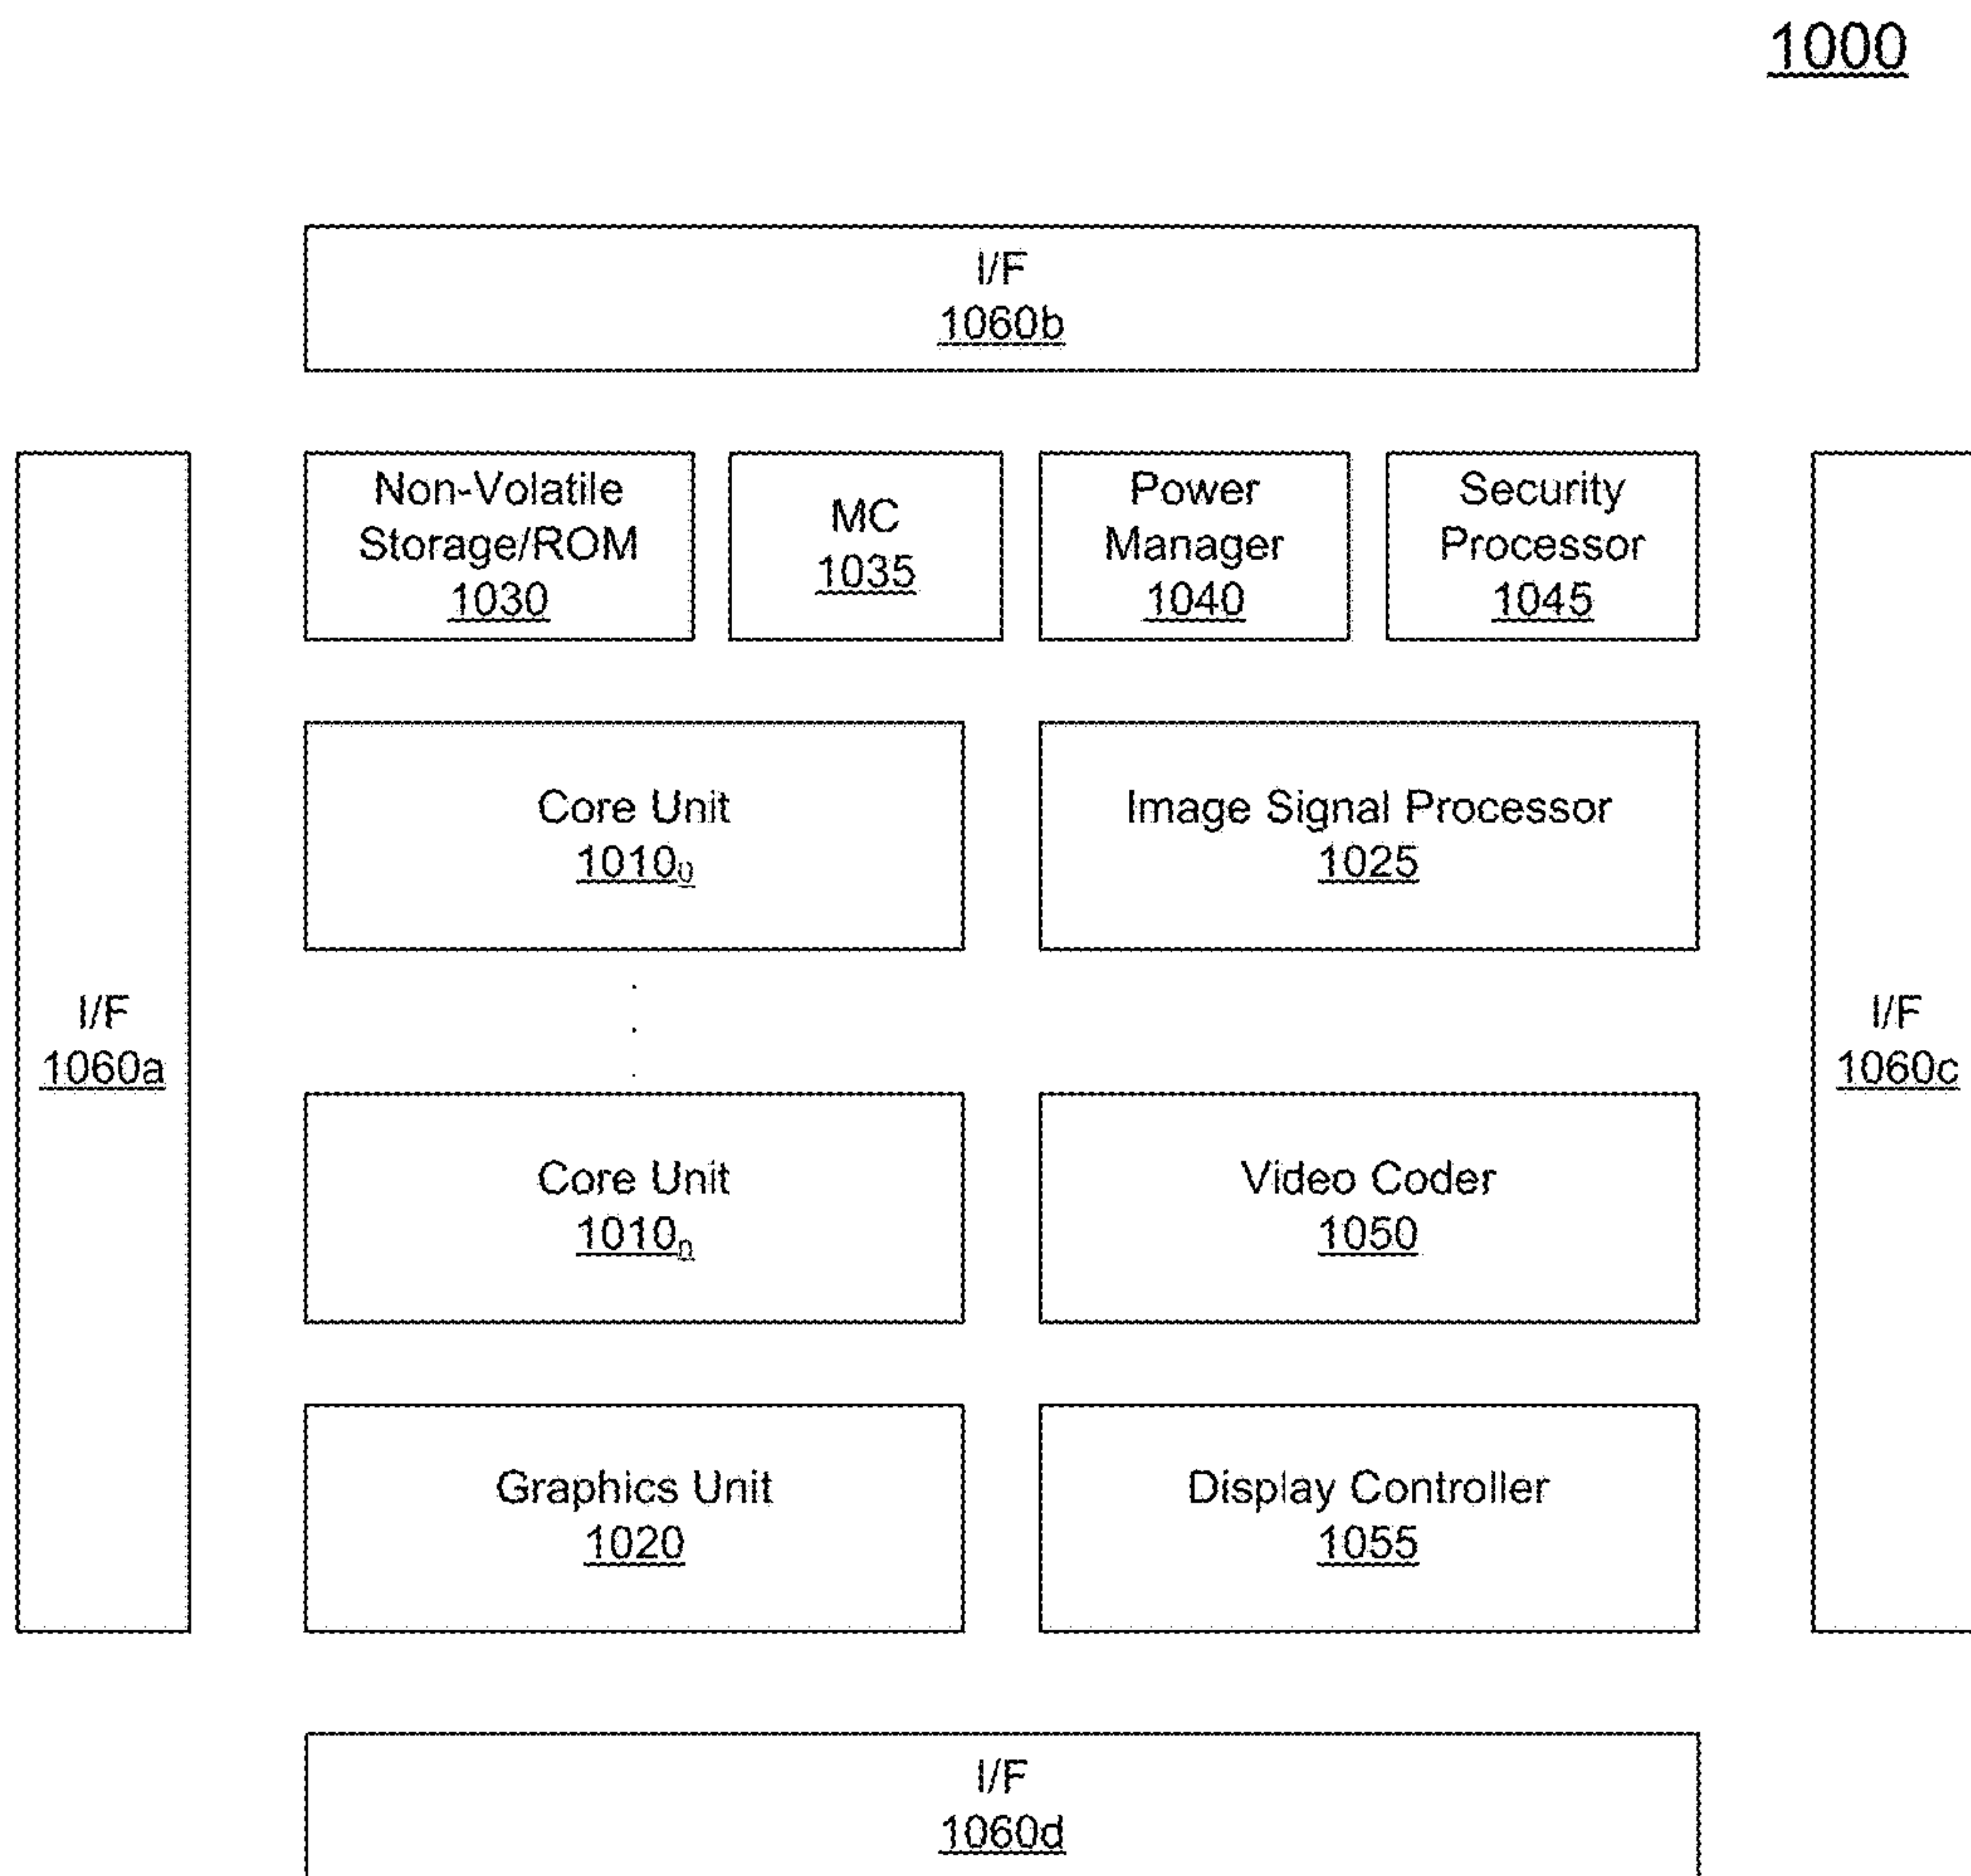 1000
I/F
1060b
Non-Volatile
Storage/ROM
1030
MC
1035
Power
Manager
1040
Security
Processor
1045
Core Unit
1010₀
Image Signal Processor
1025
I/F
1060a
I/F
1060c
Core Unit
1010ₙ
Video Coder
1050
Graphics Unit
1020
Display Controller
1055
I/F
1060d